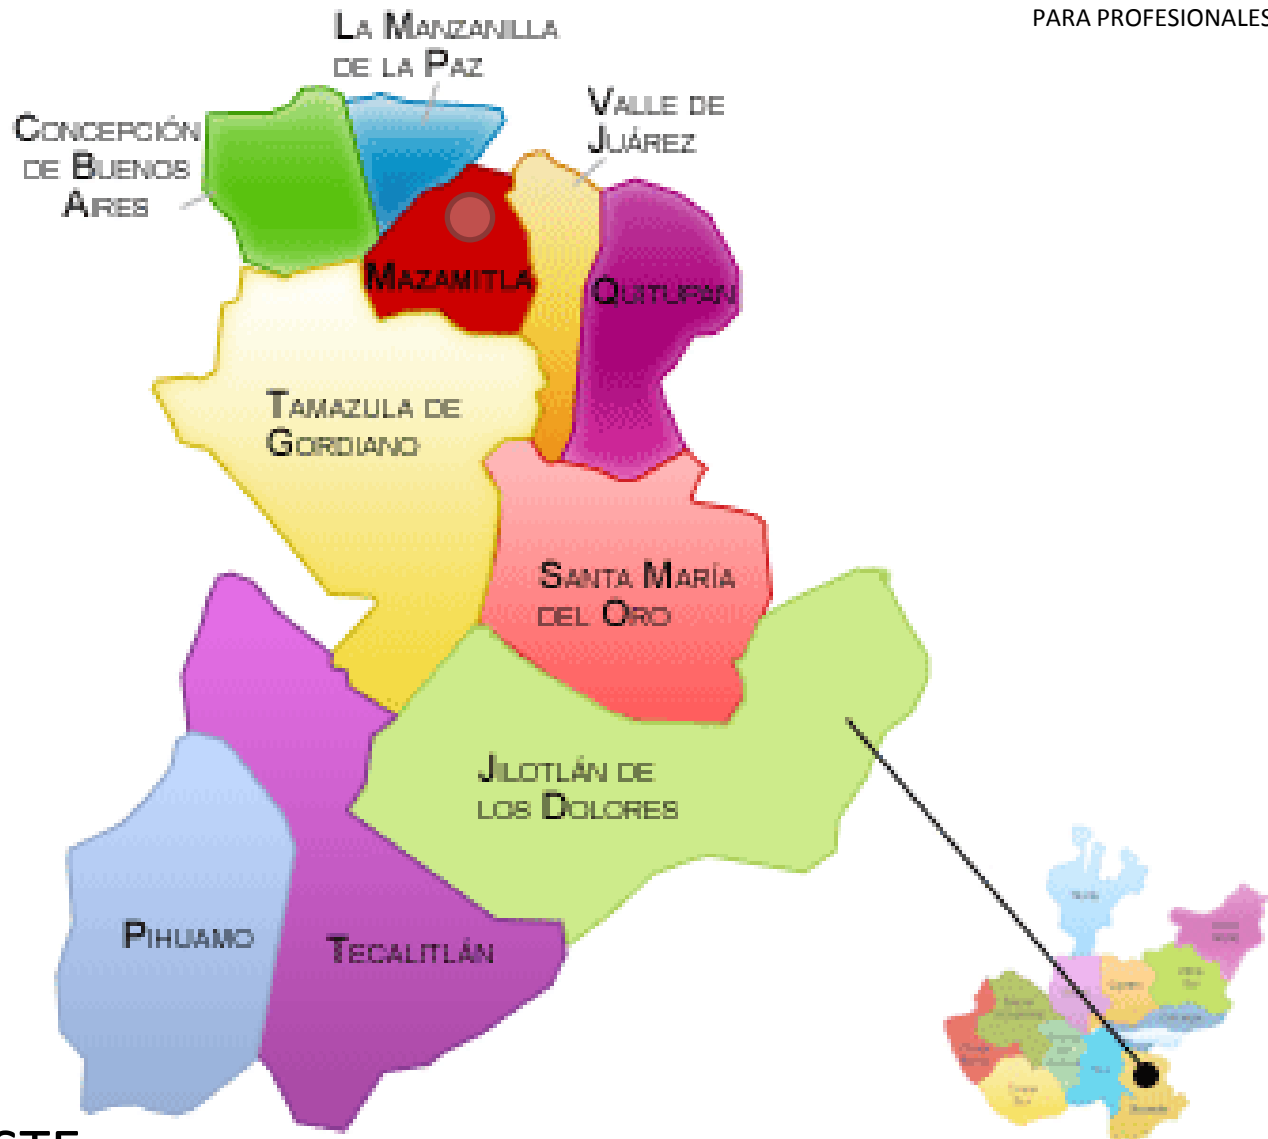 PARA PROFESIONALES
LA MANZANILLA
DE LA PAZ
VALLE DE
JUÁREZ
CONCEPCIÓN
DE BUENOS
AIRES
MAZAMITLA
QUITUPAN
TAMAZULA DE
GORDIANO
SANTA MARÍA
DEL ORO
JILOTLÁN DE
LOS DOLORES
PIHUAMO
TECALITLÁN